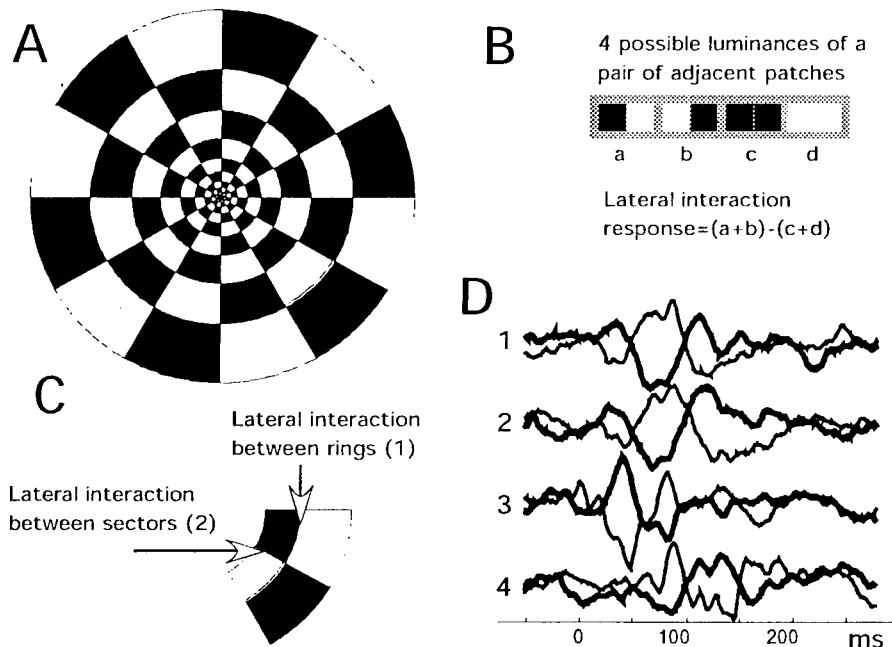 A
B
4 possible luminances of a
pair of adjacent patches
a b c d
Lateral interaction
response=(a+b)-(c+d)
C
Lateral interaction
between rings (1)
Lateral interaction
between sectors (2)
D
1
2
3
4
0 100 200 ms